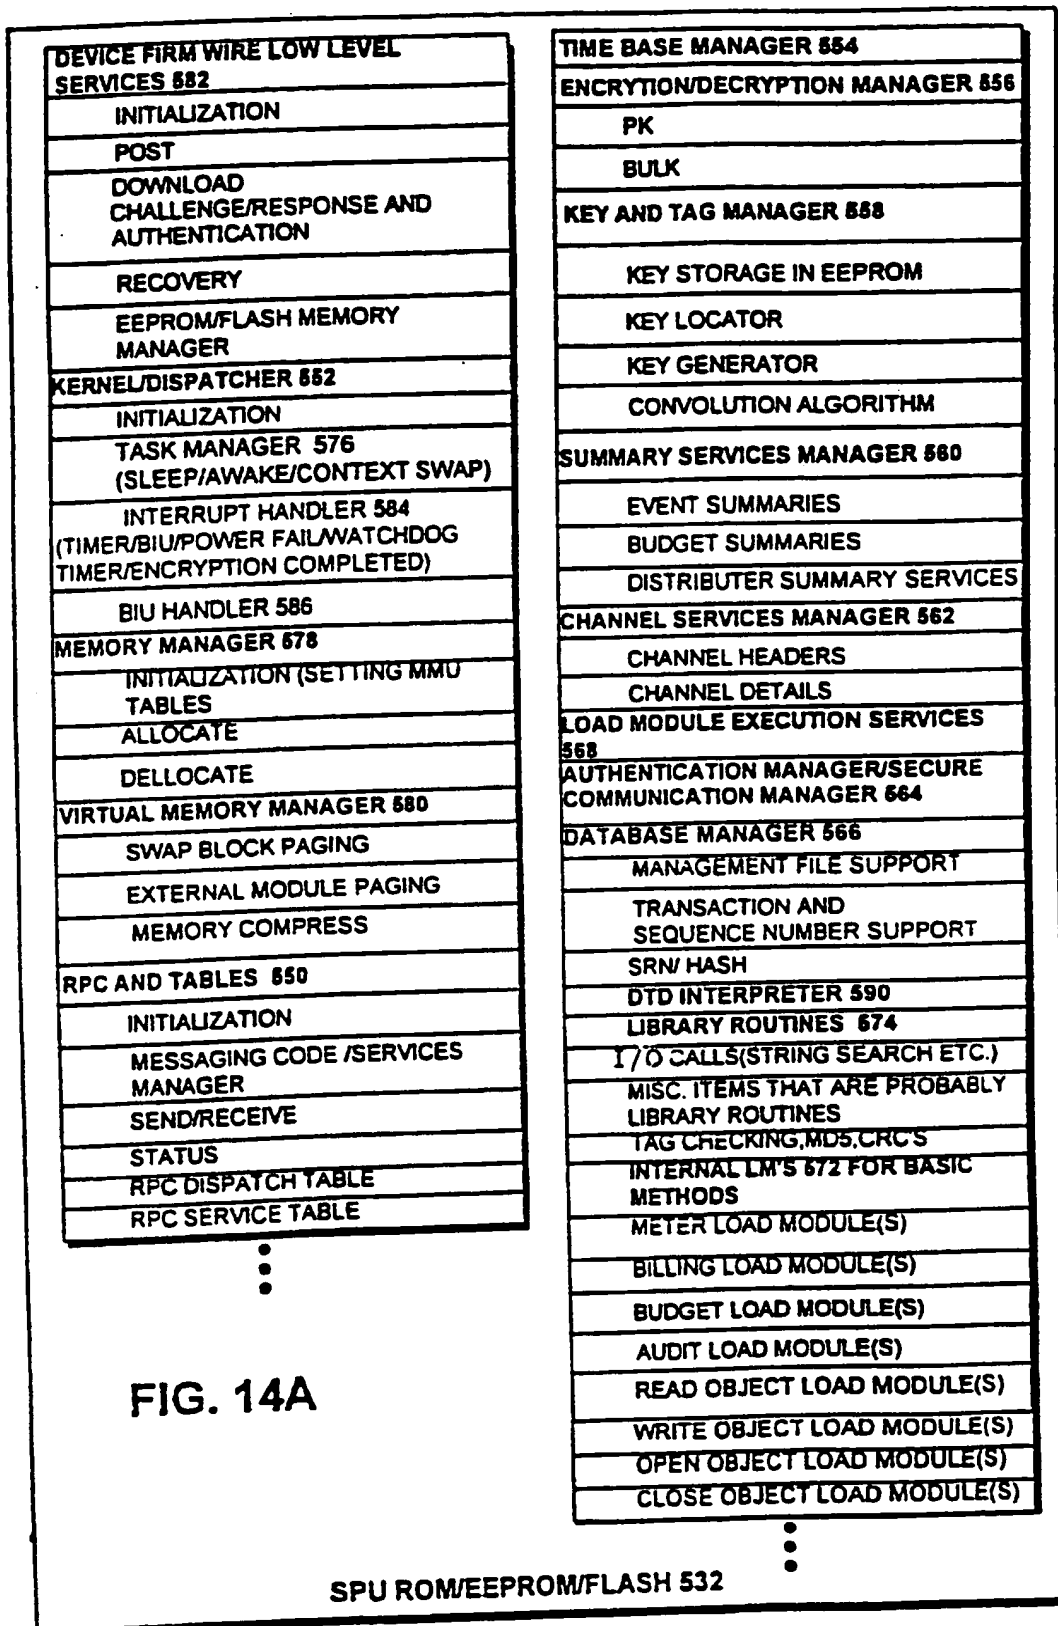 DEVICE FIRM WIRE LOW LEVEL
SERVICES 582
INITIALIZATION
POST
DOWNLOAD
CHALLENGE/RESPONSE AND
AUTHENTICATION
RECOVERY
EEPROM/FLASH MEMORY
MANAGER
KERNEL/DISPATCHER 552
INITIALIZATION
TASK MANAGER 576
(SLEEP/AWAKE/CONTEXT SWAP)
INTERRUPT HANDLER 584
(TIMER/BIU/POWER FAIL/WATCHDOG
TIMER/ENCRYPTION COMPLETED)
BIU HANDLER 586
MEMORY MANAGER 578
INITIALIZATION (SETTING MMU
TABLES
ALLOCATE
DELLOCATE
VIRTUAL MEMORY MANAGER 580
SWAP BLOCK PAGING
EXTERNAL MODULE PAGING
MEMORY COMPRESS
RPC AND TABLES 550
INITIALIZATION
MESSAGING CODE /SERVICES
MANAGER
SEND/RECEIVE
STATUS
RPC DISPATCH TABLE
RPC SERVICE TABLE
TIME BASE MANAGER 554
ENCRYTION/DECRYPTION MANAGER 556
PK
BULK
KEY AND TAG MANAGER 558
KEY STORAGE IN EEPROM
KEY LOCATOR
KEY GENERATOR
CONVOLUTION ALGORITHM
SUMMARY SERVICES MANAGER 560
EVENT SUMMARIES
BUDGET SUMMARIES
DISTRIBUTER SUMMARY SERVICES
CHANNEL SERVICES MANAGER 562
CHANNEL HEADERS
CHANNEL DETAILS
LOAD MODULE EXECUTION SERVICES
568
AUTHENTICATION MANAGER/SECURE
COMMUNICATION MANAGER 564
DATABASE MANAGER 566
MANAGEMENT FILE SUPPORT
TRANSACTION AND
SEQUENCE NUMBER SUPPORT
SRN/ HASH
DTD INTERPRETER 590
LIBRARY ROUTINES 574
I/O CALLS(STRING SEARCH ETC.)
MISC. ITEMS THAT ARE PROBABLY
LIBRARY ROUTINES
TAG CHECKING,MD5,CRC'S
INTERNAL LM'S 572 FOR BASIC
METHODS
METER LOAD MODULE(S)
BILLING LOAD MODULE(S)
BUDGET LOAD MODULE(S)
AUDIT LOAD MODULE(S)
READ OBJECT LOAD MODULE(S)
WRITE OBJECT LOAD MODULE(S)
OPEN OBJECT LOAD MODULE(S)
CLOSE OBJECT LOAD MODULE(S)
FIG. 14A
SPU ROM/EEPROM/FLASH 532